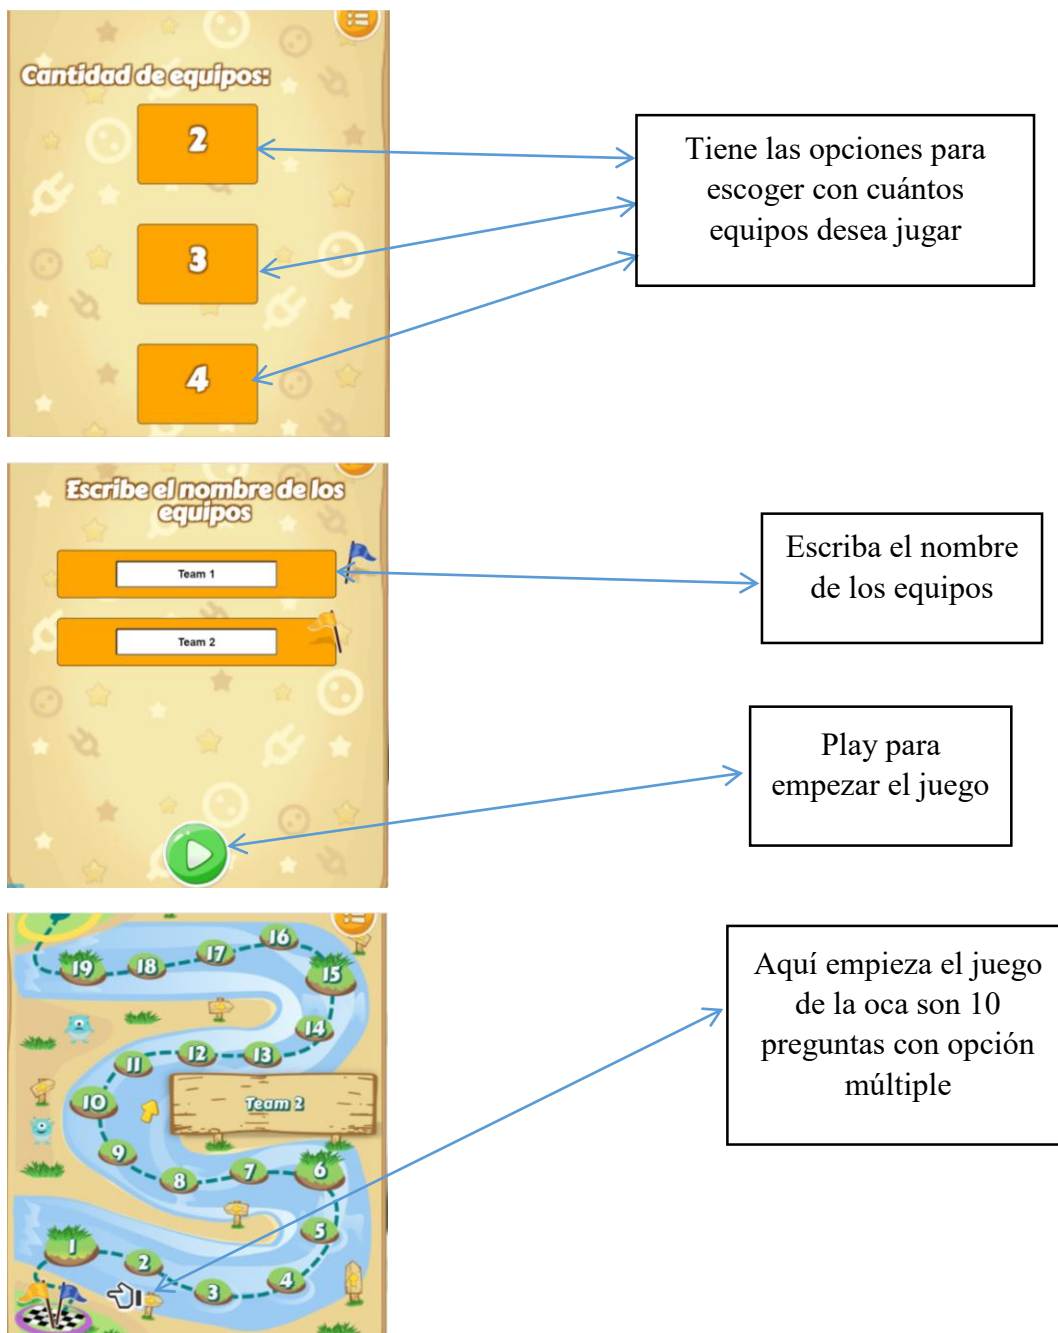 Cantidad de equipos:
2
3
4
Tiene las opciones para
escoger con cuántos
equipos desea jugar
Escribe el nombre de los
equipos
Team 1
Team 2
Escriba el nombre
de los equipos
Play para
empezar el juego
19
18
17
16
15
14
13
12
11
10
Team 2
9
8
7
6
5
4
3
2
1
Aquí empieza el juego
de la oca son 10
preguntas con opción
múltiple